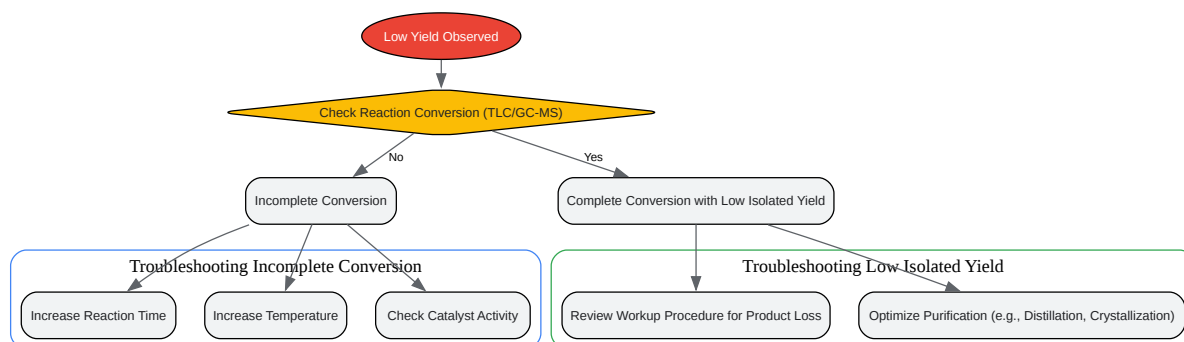 Low Yield Observed
Check Reaction Conversion (TLC/GC-MS)
No
Yes
Incomplete Conversion
Complete Conversion with Low Isolated Yield
Troubleshooting Incomplete Conversion
Troubleshooting Low Isolated Yield
Increase Reaction Time
Increase Temperature
Check Catalyst Activity
Review Workup Procedure for Product Loss
Optimize Purification (e.g., Distillation, Crystallization)